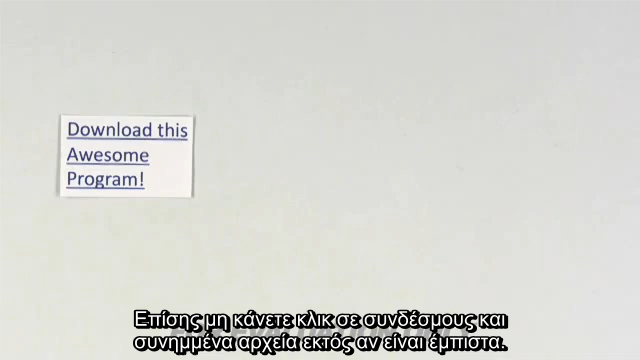 Download this
Awesome
Program!
Επίσης μη κάνετε κλικ σε συνδέσμους και
συνημμένα αρχεία εκτός αν είναι έμπιστα.